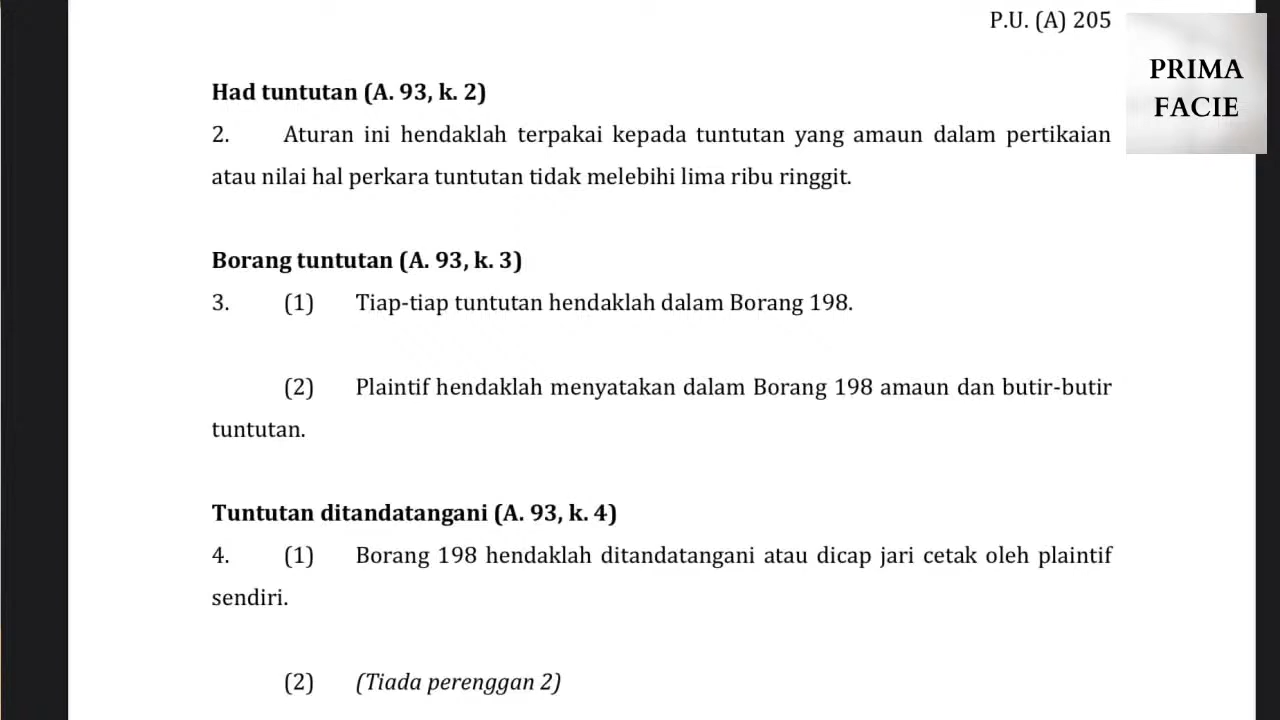 P.U. (A) 205
PRIMA
FACIE
Had tuntutan (A. 93, k. 2)
2. Aturan ini hendaklah terpakai kepada tuntutan yang amaun dalam pertikaian
atau nilai hal perkara tuntutan tidak melebihi lima ribu ringgit.
Borang tuntutan (A. 93, k. 3)
3. (1) Tiap-tiap tuntutan hendaklah dalam Borang 198.
(2) Plaintif hendaklah menyatakan dalam Borang 198 amaun dan butir-butir
tuntutan.
Tuntutan ditandatangani (A. 93, k. 4)
4. (1) Borang 198 hendaklah ditandatangani atau dicap jari cetak oleh plaintif
sendiri.
(2) (Tiada perenggan 2)